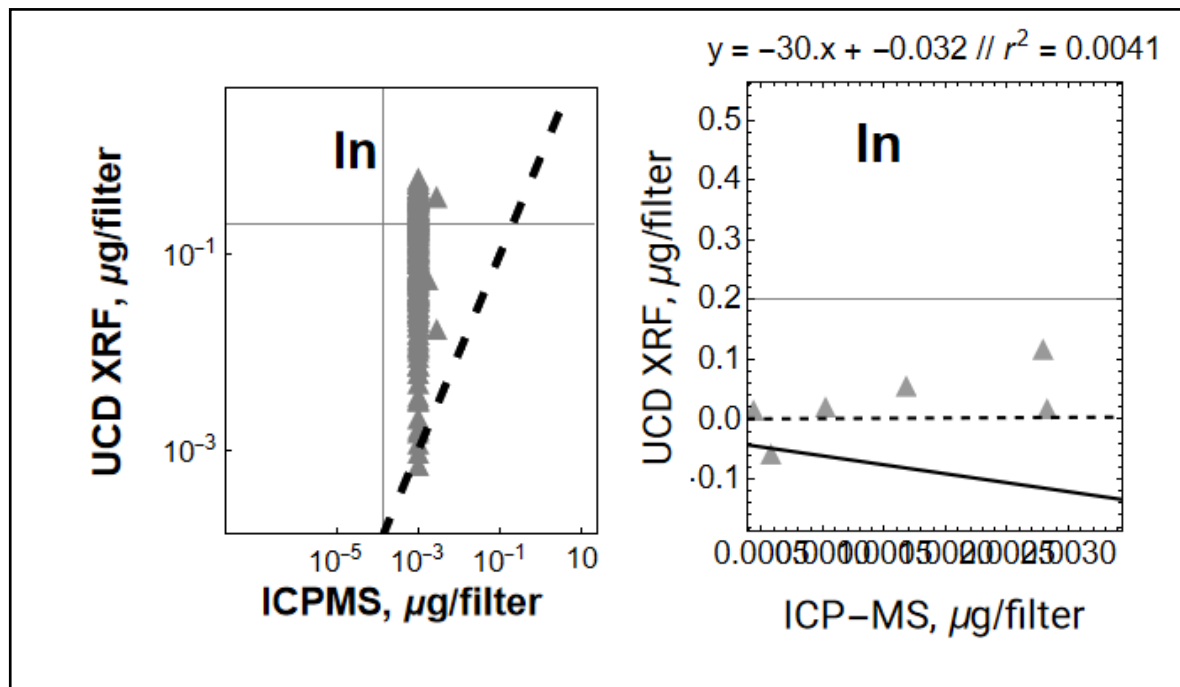 In
UCD XRF, µg/filter
10⁻¹
10⁻³
10⁻⁵ 10⁻³ 10⁻¹ 10
ICPMS, µg/filter
y = −30.x + −0.032 // r² = 0.0041
In
UCD XRF, µg/filter
0.5
0.4
0.3
0.2
0.1
0.0
·0.1
ICP−MS, µg/filter